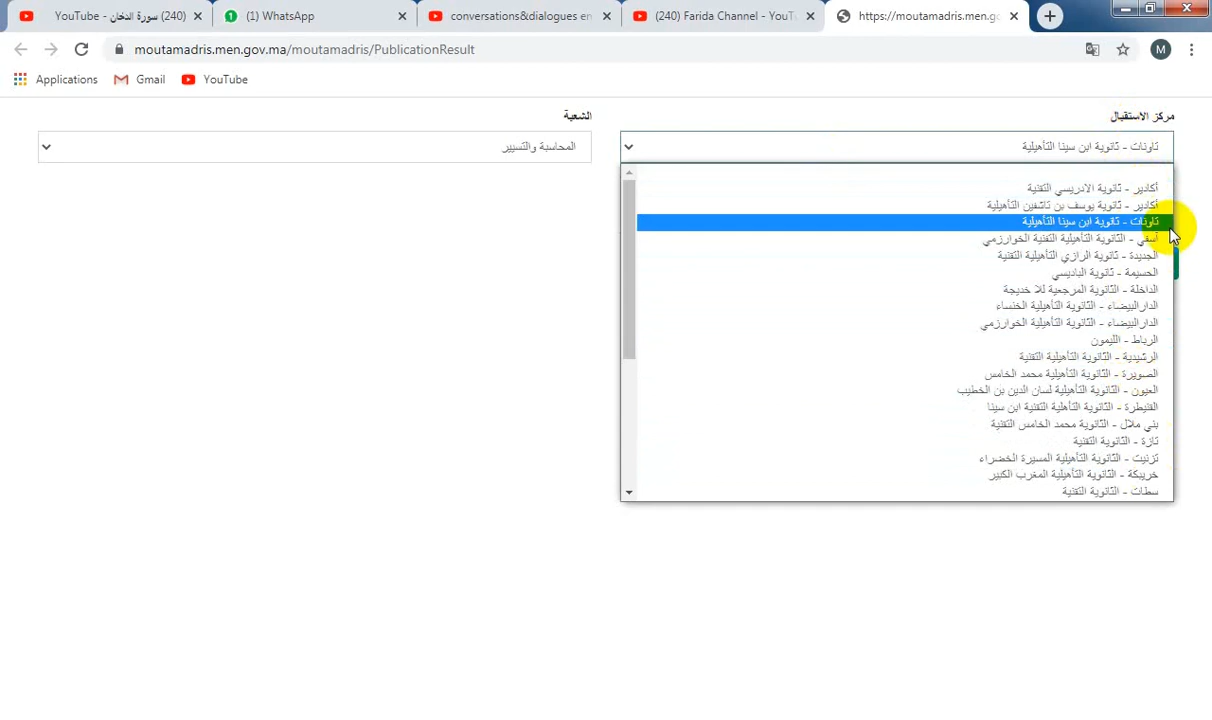 YouTube - سورة الدخان (240)
(1) WhatsApp
conversations&dialogues en
(240) Farida Channel - YouTu
https://moutamadris.men.go
moutamadris.men.gov.ma/moutamadris/PublicationResult
M
Applications
Gmail
YouTube
مركز الاستقبال
الشعبة
تاونات - ثانوية ابن سينا التأهيلية
المحاسبة والتسيير
أكادير - ثانوية الادريسي التقنية
أكادير - ثانوية يوسف بن تاشفين التأهيلية
تاونات - ثانوية ابن سينا التأهيلية
آسفي - الثانوية التأهيلية التقنية الخوارزمي
الجديدة - ثانوية الرازي التأهيلية التقنية
الحسيمة - ثانوية الباديسي
الداخلة - الثانوية المرجعية للا خديجة
الدارالبيضاء - الثانوية التأهيلية الخنساء
الدارالبيضاء - الثانوية التأهيلية الخوارزمي
الرباط - الليمون
الرشيدية - الثانوية التأهيلية التقنية
الصويرة - الثانوية التأهيلية محمد الخامس
العيون - الثانوية التأهيلية لسان الدين بن الخطيب
القنيطرة - الثانوية التأهلية التقنية ابن سينا
بني ملال - الثانوية محمد الخامس التقنية
تازة - الثانوية التقنية
تزنيت - الثانوية التأهيلية المسيرة الخضراء
خريبكة - الثانوية التأهيلية المغرب الكبير
سطات - الثانوية التقنية